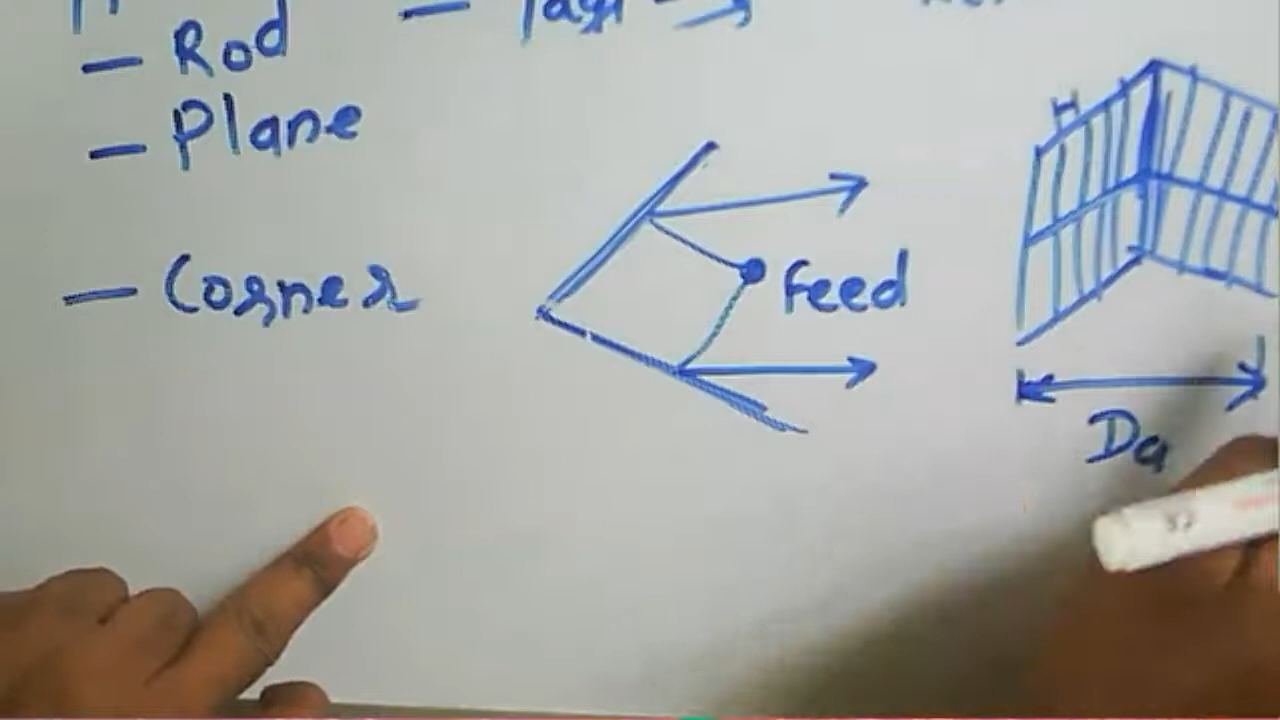 – Rod
– Plane
– Corner
Feed
Da